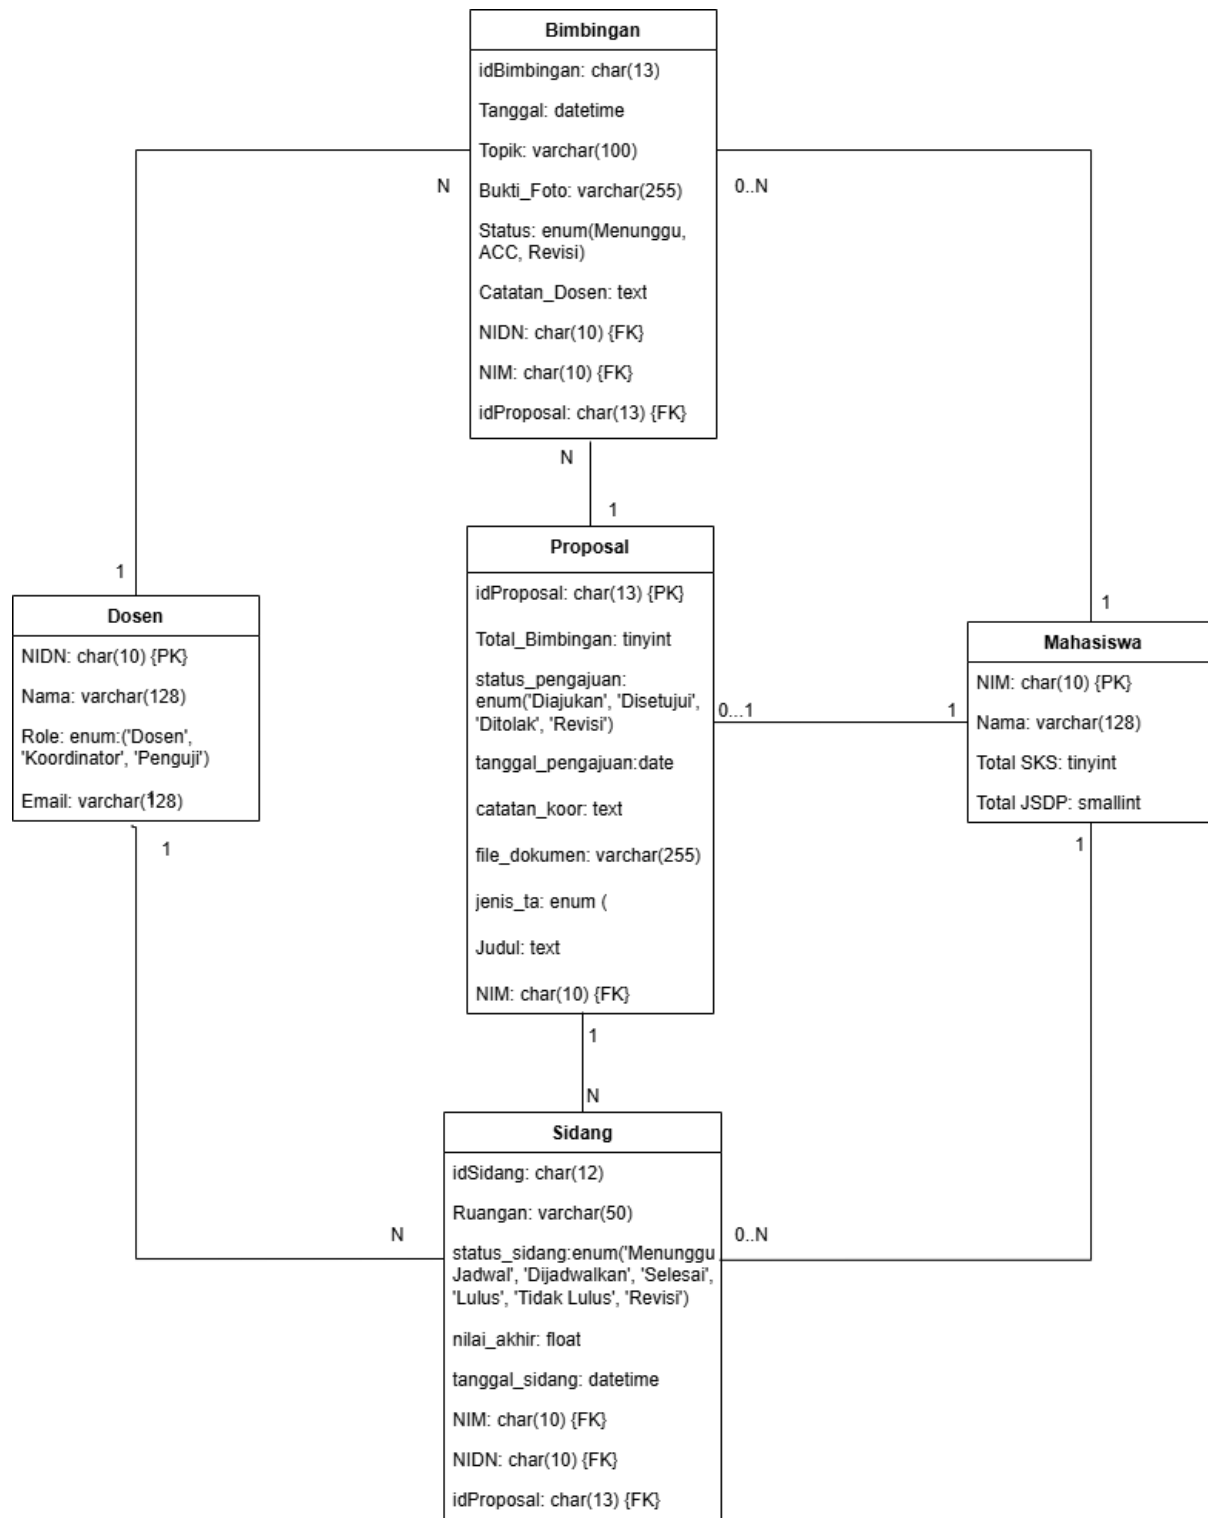 Bimbingan
idBimbingan: char(13)
Tanggal: datetime
Topik: varchar(100)
Bukti_Foto: varchar(255)
Status: enum(Menunggu,
ACC, Revisi)
Catatan_Dosen: text
NIDN: char(10) {FK}
NIM: char(10) {FK}
idProposal: char(13) {FK}
N
0..N
N
1
1
1
Dosen
NIDN: char(10) {PK}
Nama: varchar(128)
Role: enum:('Dosen',
'Koordinator', 'Penguji')
Email: varchar(128)
1
Proposal
idProposal: char(13) {PK}
Total_Bimbingan: tinyint
status_pengajuan:
enum('Diajukan', 'Disetujui',
'Ditolak', 'Revisi')
tanggal_pengajuan:date
catatan_koor: text
file_dokumen: varchar(255)
jenis_ta: enum (
Judul: text
NIM: char(10) {FK}
0...1
1
Mahasiswa
NIM: char(10) {PK}
Nama: varchar(128)
Total SKS: tinyint
Total JSDP: smallint
1
1
N
N
0..N
Sidang
idSidang: char(12)
Ruangan: varchar(50)
status_sidang:enum('Menunggu
Jadwal', 'Dijadwalkan', 'Selesai',
'Lulus', 'Tidak Lulus', 'Revisi')
nilai_akhir: float
tanggal_sidang: datetime
NIM: char(10) {FK}
NIDN: char(10) {FK}
idProposal: char(13) {FK}